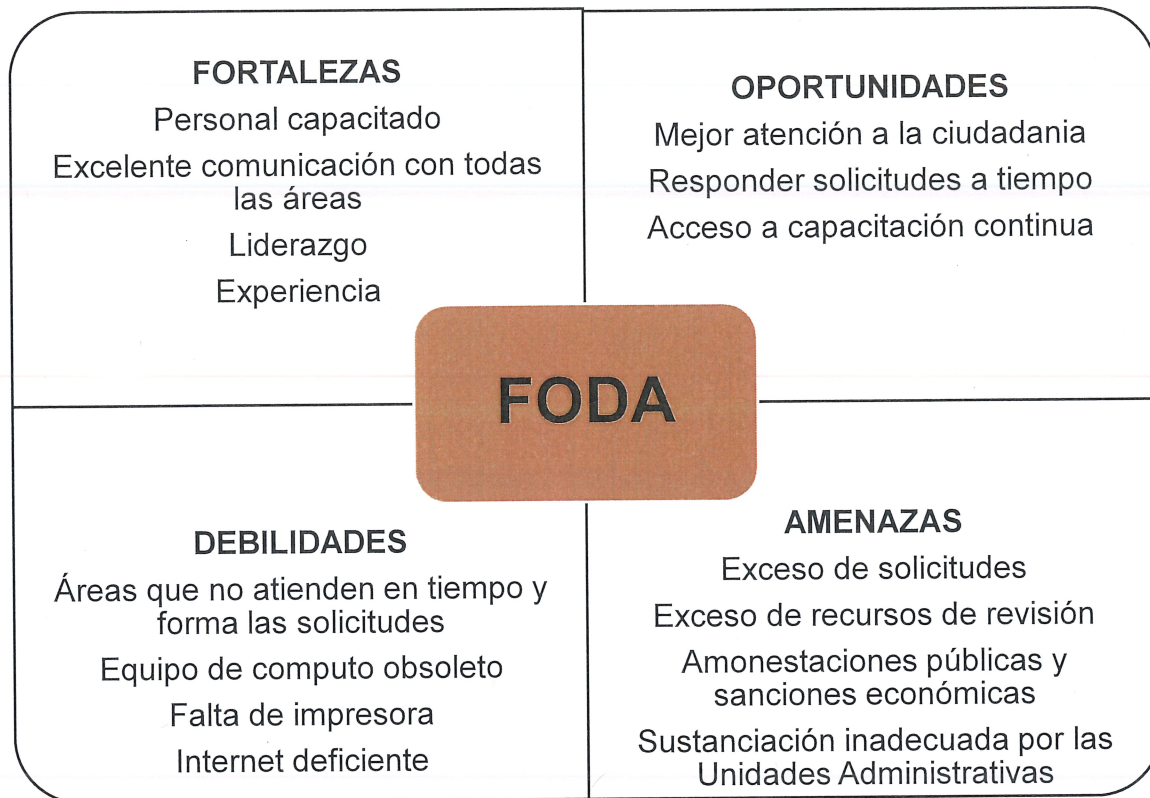 FORTALEZAS
Personal capacitado
Excelente comunicación con todas
las áreas
Liderazgo
Experiencia
OPORTUNIDADES
Mejor atención a la ciudadania
Responder solicitudes a tiempo
Acceso a capacitación continua
FODA
DEBILIDADES
Áreas que no atienden en tiempo y
forma las solicitudes
Equipo de computo obsoleto
Falta de impresora
Internet deficiente
AMENAZAS
Exceso de solicitudes
Exceso de recursos de revisión
Amonestaciones públicas y
sanciones económicas
Sustanciación inadecuada por las
Unidades Administrativas